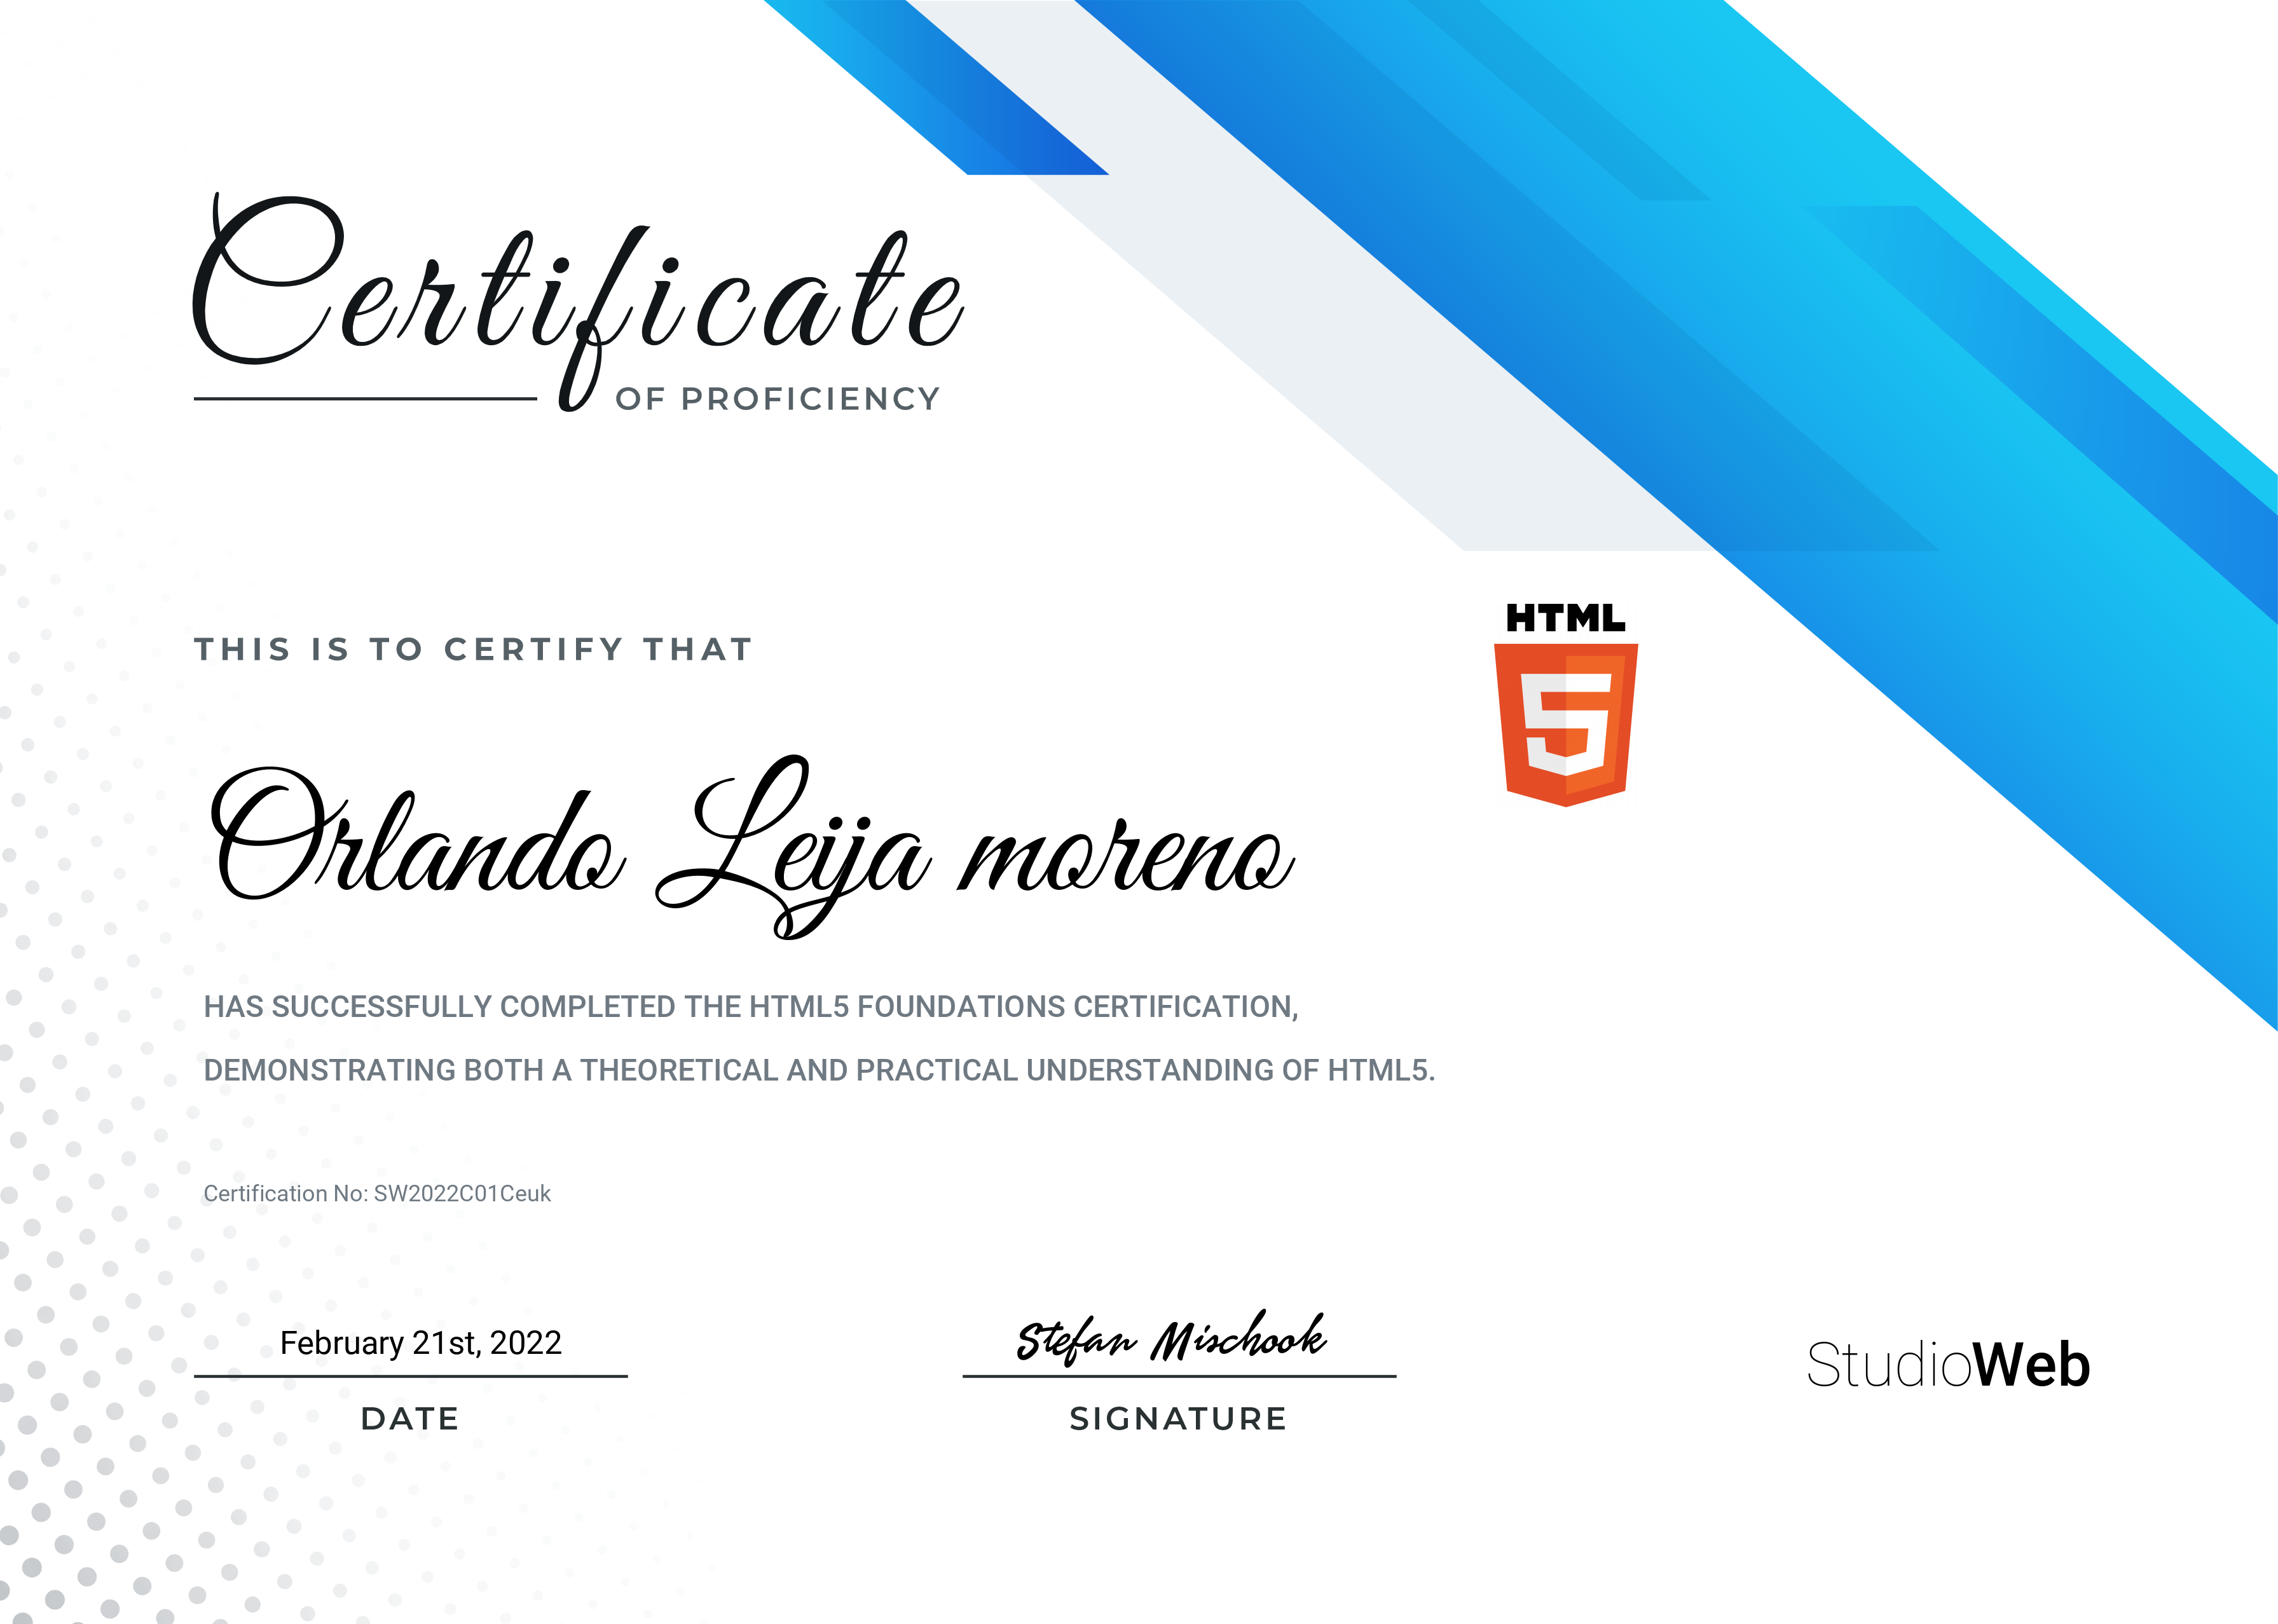 Certificate
OF PROFICIENCY
THIS IS TO CERTIFY THAT
HTML
5
Orlando Leija moreno
HAS SUCCESSFULLY COMPLETED THE HTML5 FOUNDATIONS CERTIFICATION,
DEMONSTRATING BOTH A THEORETICAL AND PRACTICAL UNDERSTANDING OF HTML5.
Certification No: SW2022C01Ceuk
February 21st, 2022
DATE
Stefan Mischook
SIGNATURE
StudioWeb